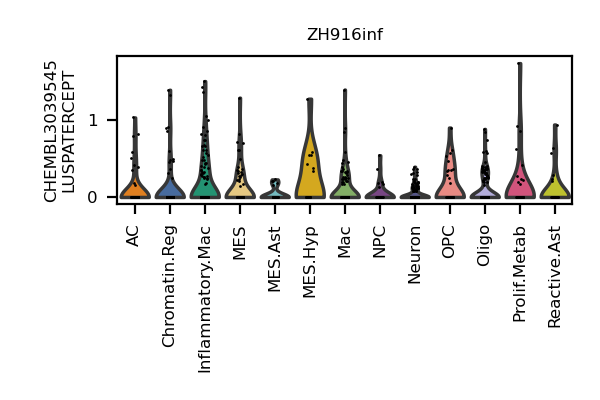 ZH916inf
CHEMBL3039545
LUSPATERCEPT
1
0
AC
Chromatin.Reg
Inflammatory.Mac
MES
MES.Ast
MES.Hyp
Mac
NPC
Neuron
OPC
Oligo
Prolif.Metab
Reactive.Ast